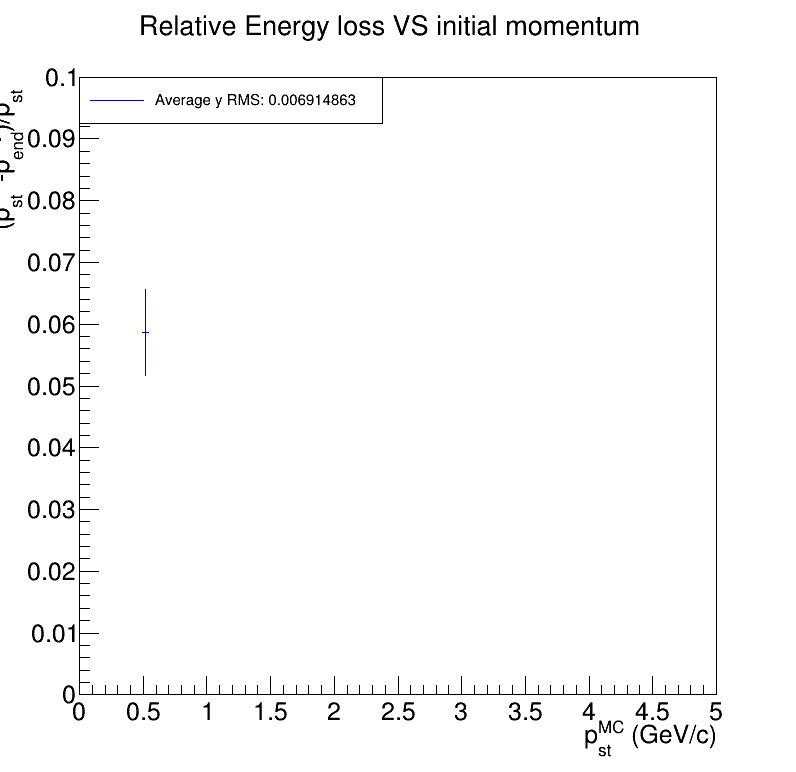 Relative Energy loss VS initial momentum
Average y RMS: 0.006914863
0.1
0.09
0.08
0.07
0.06
0.05
0.04
0.03
0.02
0.01
0
(p_st -p_end)/p_st
0 0.5 1 1.5 2 2.5 3 3.5 4 4.5 5
p_st^MC (GeV/c)